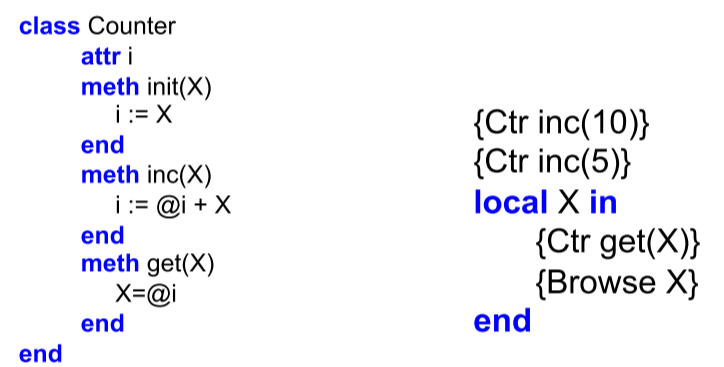 class Counter
attr i
meth init(X)
i := X
end
meth inc(X)
i := @i + X
end
meth get(X)
X=@i
end
end
{Ctr inc(10)}
{Ctr inc(5)}
local X in
{Ctr get(X)}
{Browse X}
end